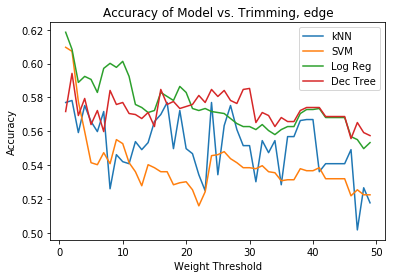 Accuracy of Model vs. Trimming, edge
Accuracy
0.62
0.60
0.58
0.56
0.54
0.52
0.50
kNN
SVM
Log Reg
Dec Tree
0 10 20 30 40 50
Weight Threshold